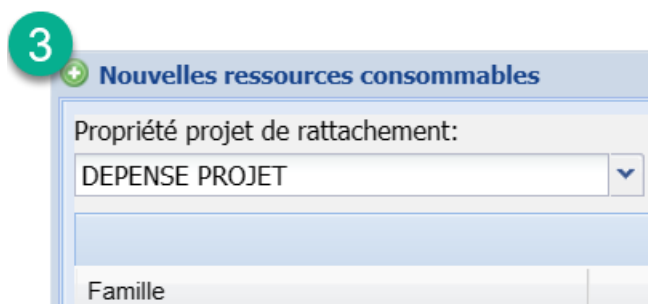 3
Nouvelles ressources consommables
Propriété projet de rattachement:
DEPENSE PROJET
Famille